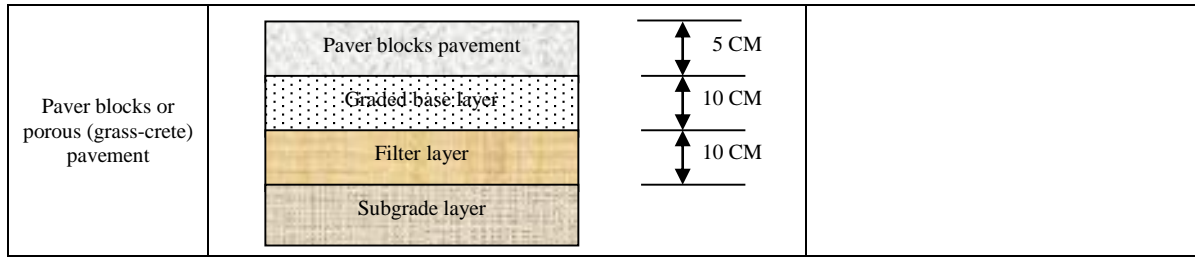 Paver blocks or
porous (grass-crete)
pavement
Paver blocks pavement
Graded base layer
Filter layer
Subgrade layer
5 CM
10 CM
10 CM